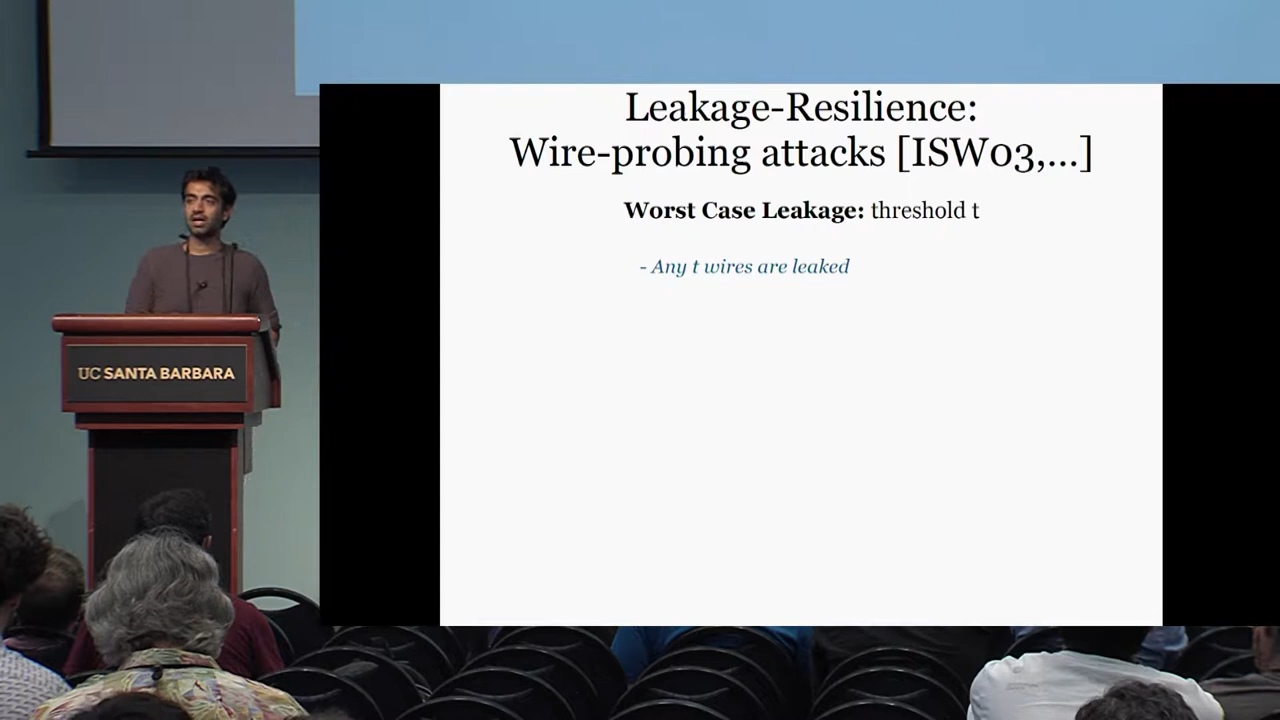 Leakage-Resilience:
Wire-probing attacks [ISW03,...]
Worst Case Leakage: threshold t
- Any t wires are leaked
UC SANTA BARBARA